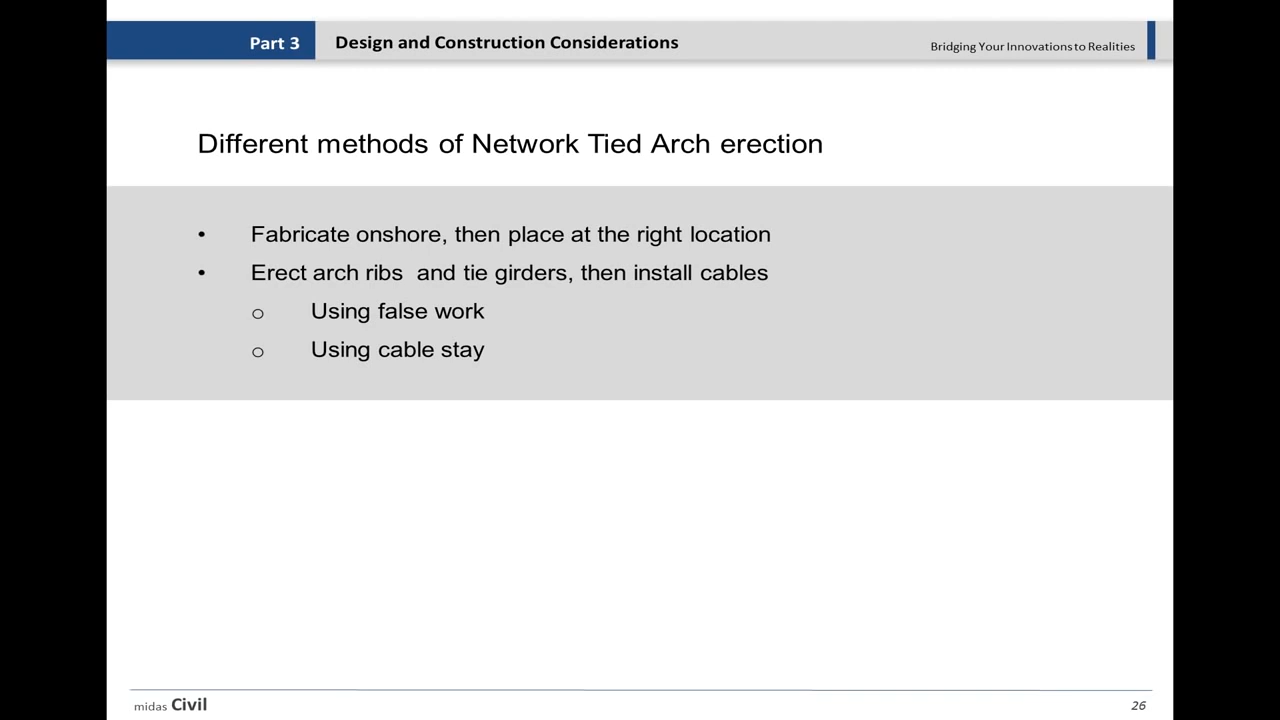 Part 3
Design and Construction Considerations
Bridging Your Innovations to Realities
Different methods of Network Tied Arch erection
• Fabricate onshore, then place at the right location
• Erect arch ribs and tie girders, then install cables
o Using false work
o Using cable stay
midas Civil
26